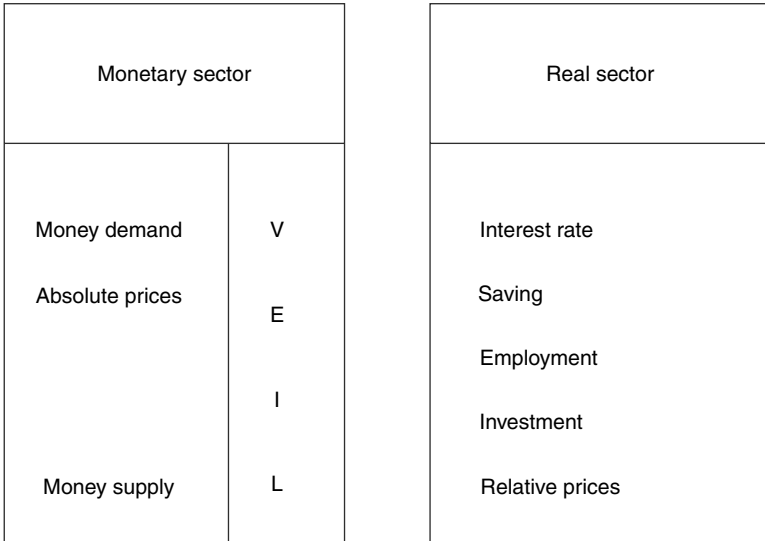 Monetary sector
Real sector
Money demand
Absolute prices
Money supply
V
E
I
L
Interest rate
Saving
Employment
Investment
Relative prices